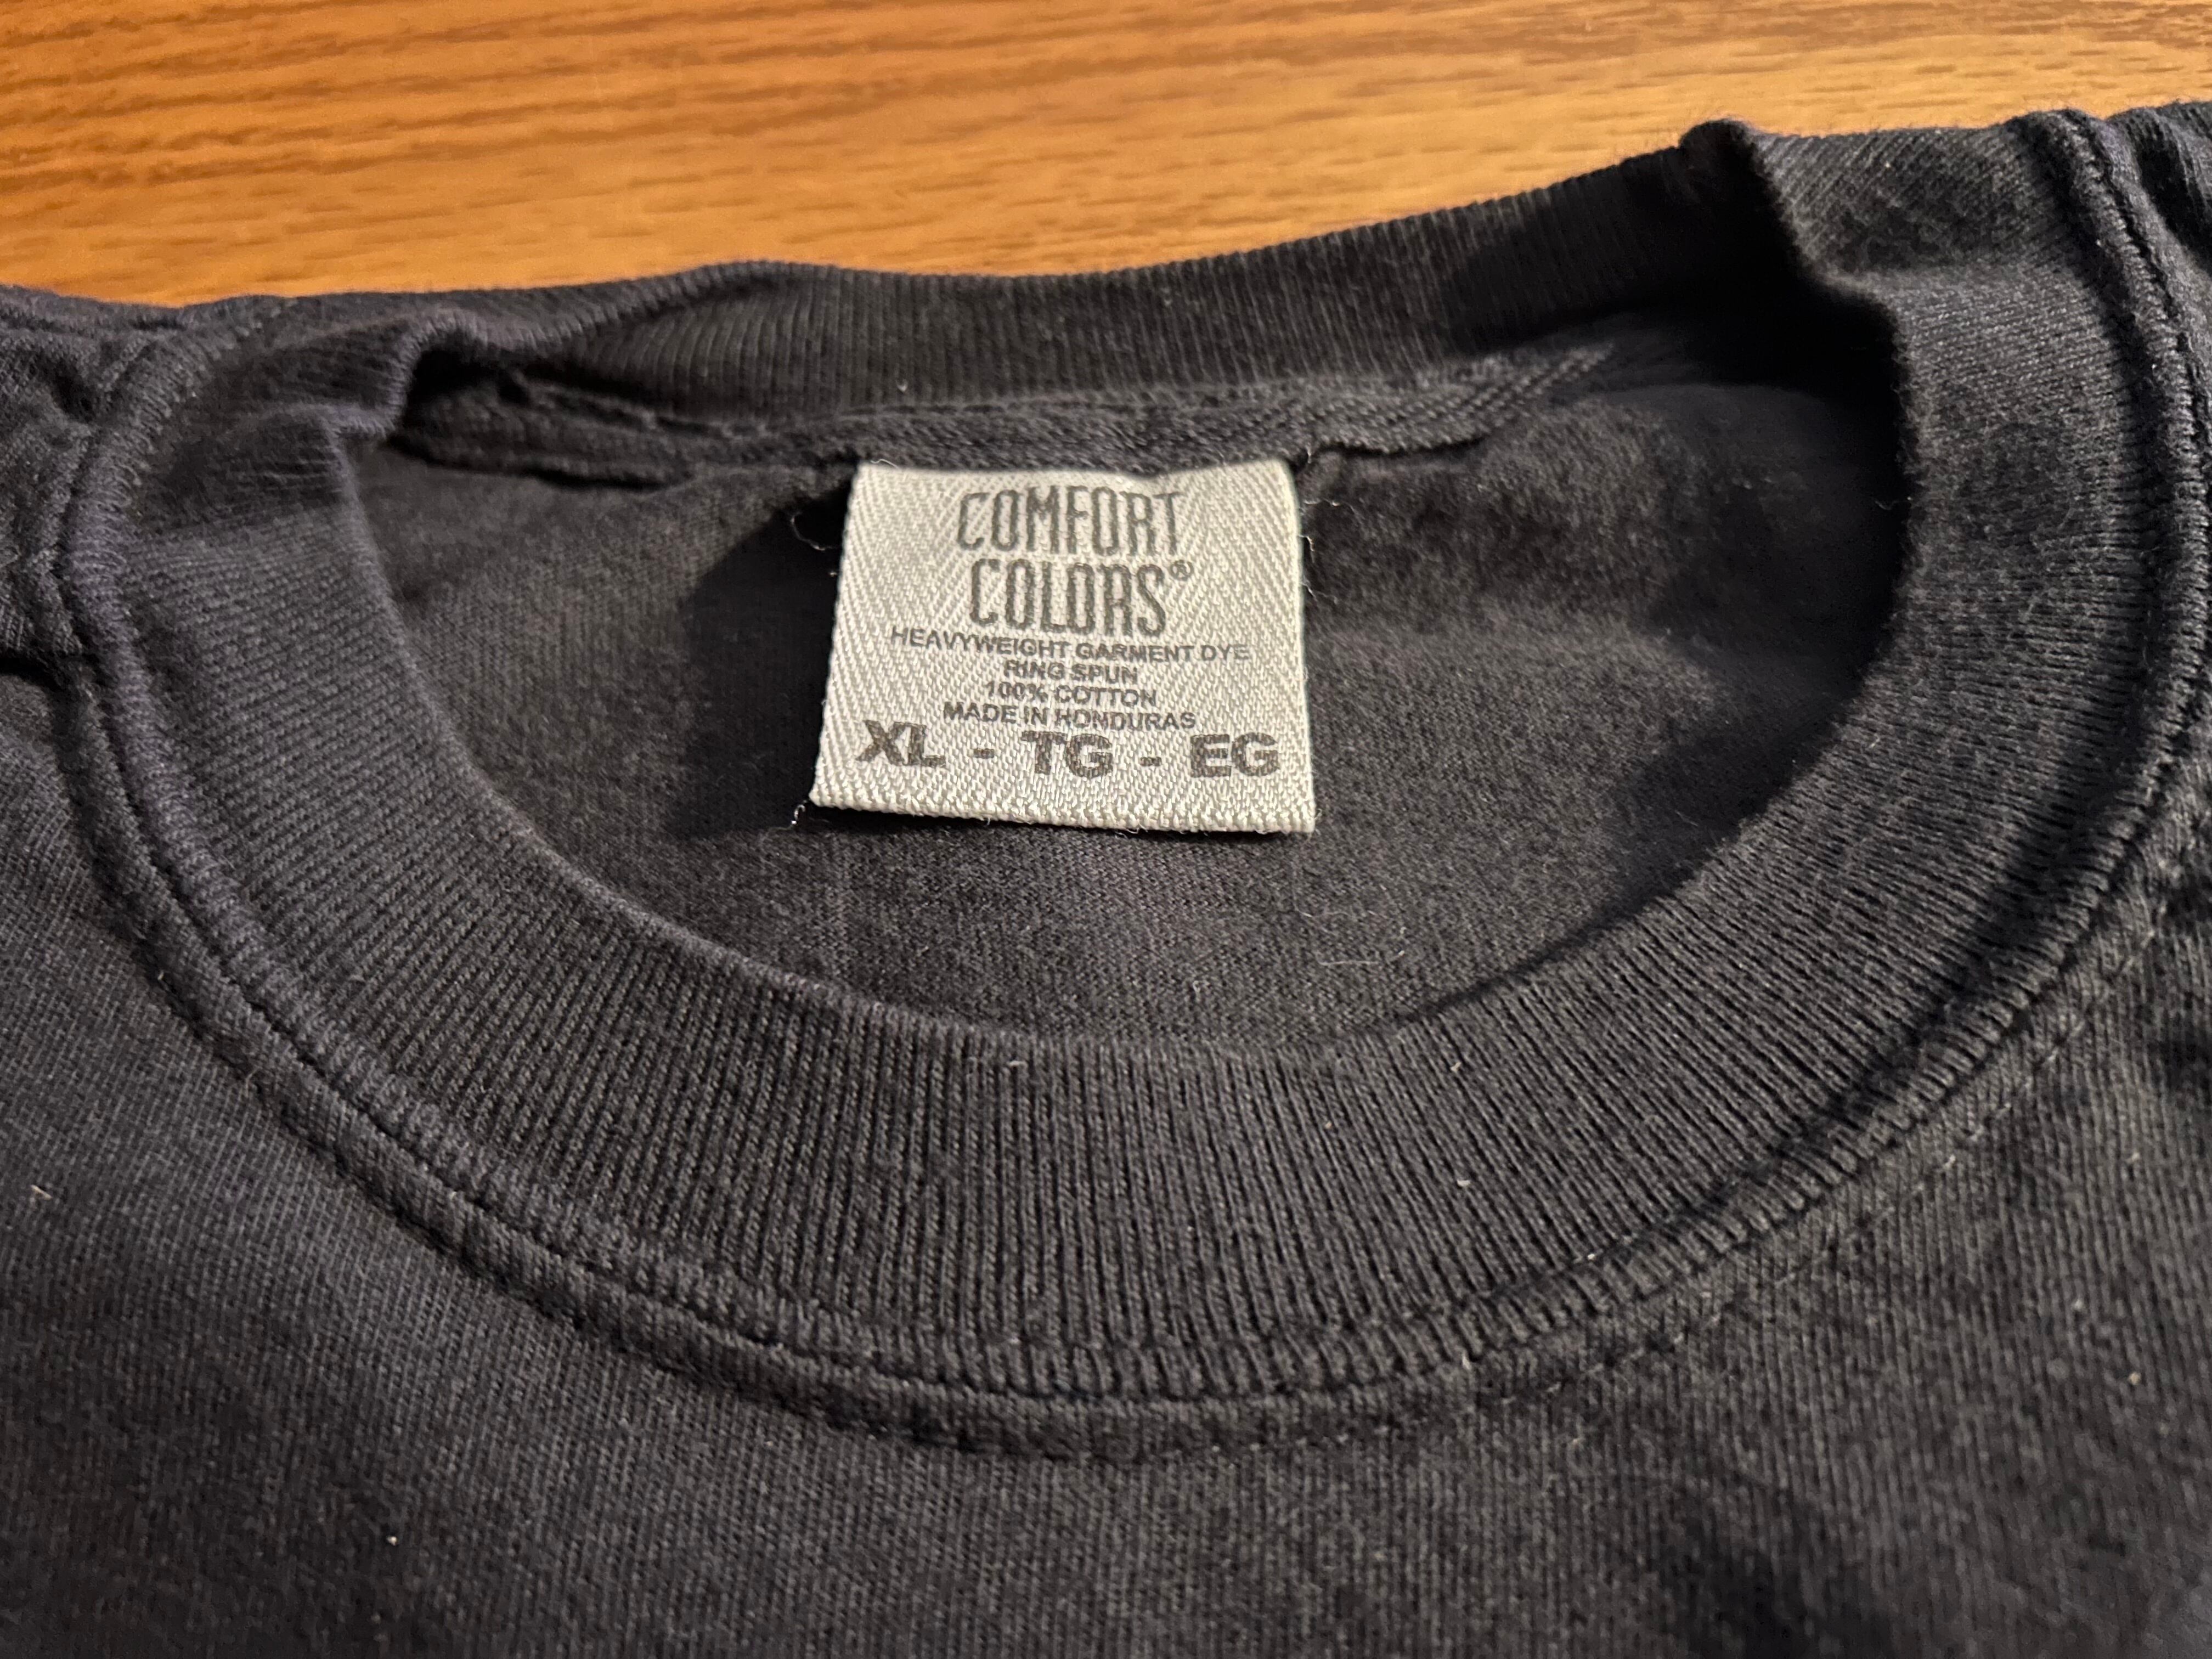 COMFORT
COLORS®
HEAVYWEIGHT GARMENT DYE
RING SPUN
100% COTTON
MADE IN HONDURAS
XL - TG - EG